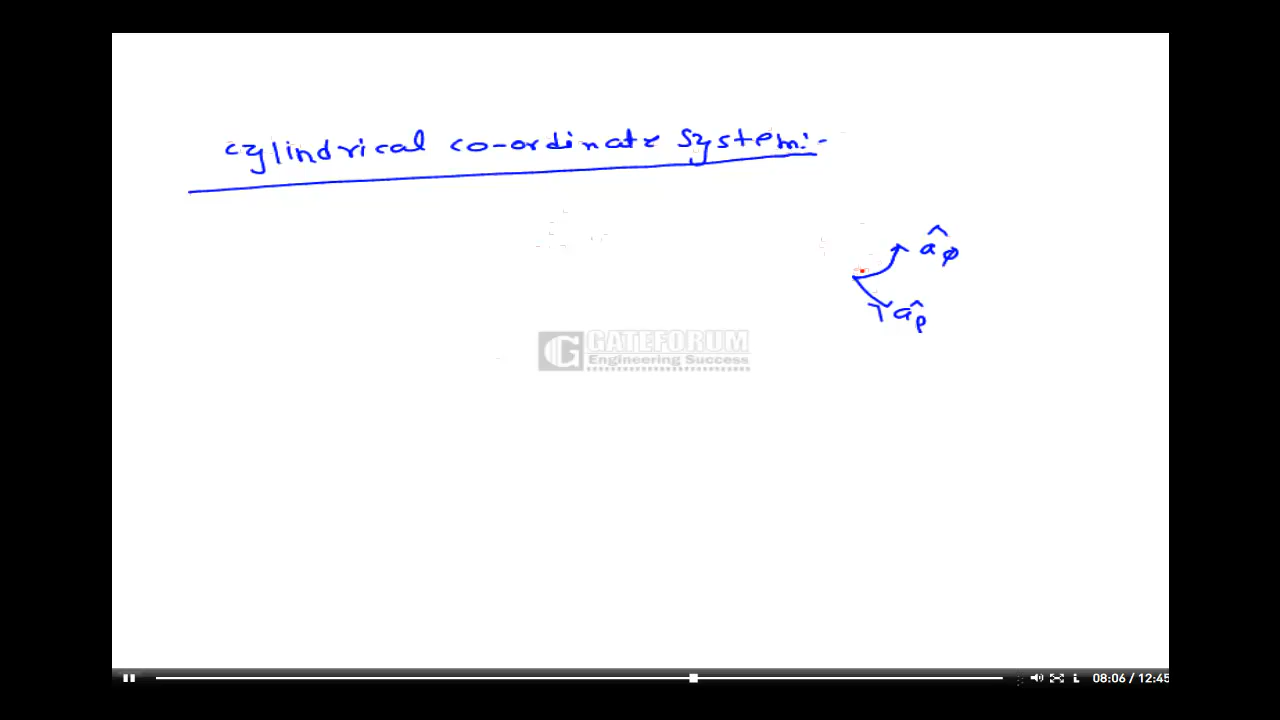 cylindrical co-ordinate system:-
âφ
âρ
GATEFORUM
Engineering Success
08:06 / 12:45